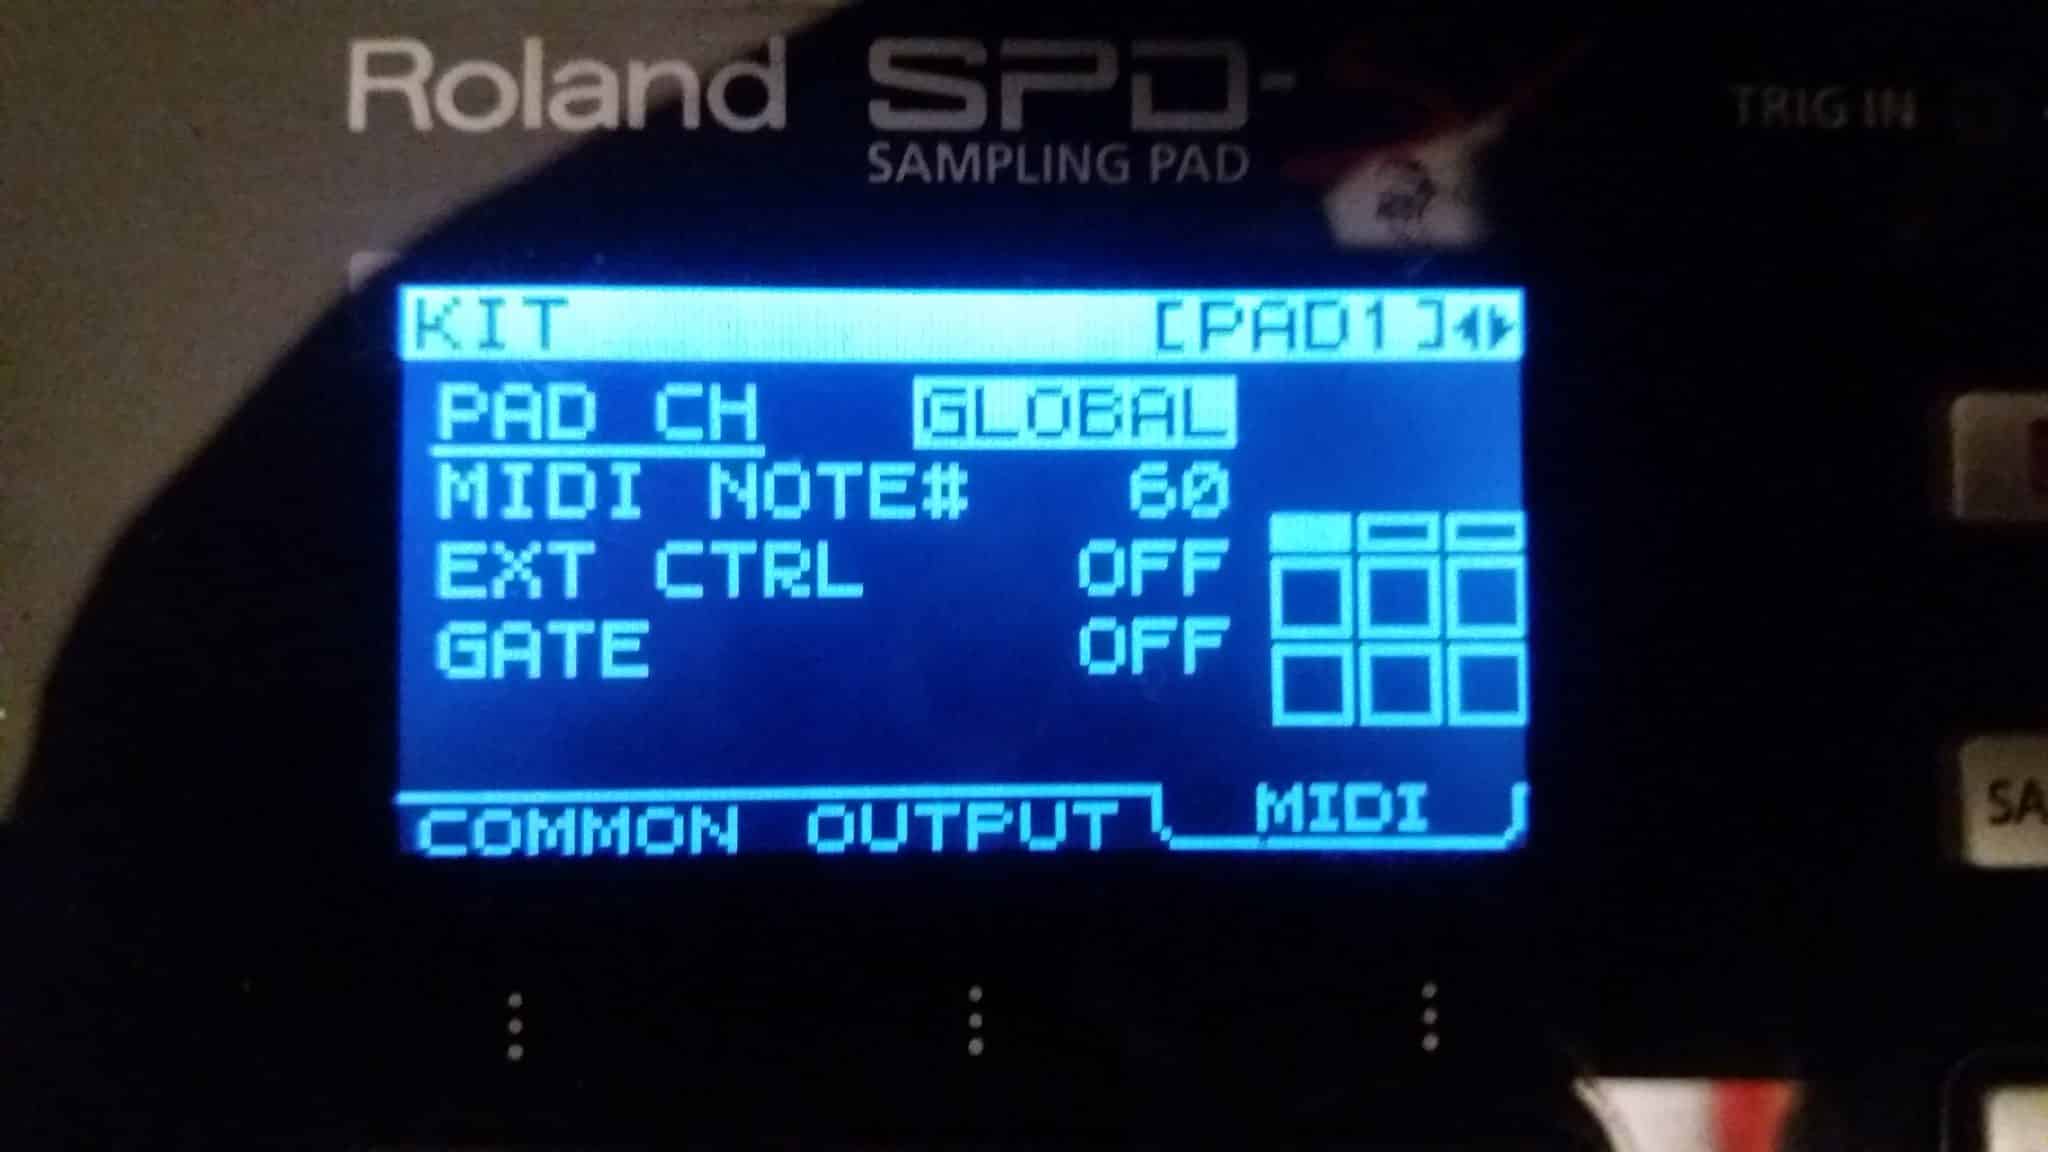 Roland SPD-
SAMPLING PAD
TRIG IN
KIT [PAD1 ]
PAD CH GLOBAL
MIDI NOTE# 60
EXT CTRL OFF
GATE OFF
COMMON OUTPUT MIDI
SA